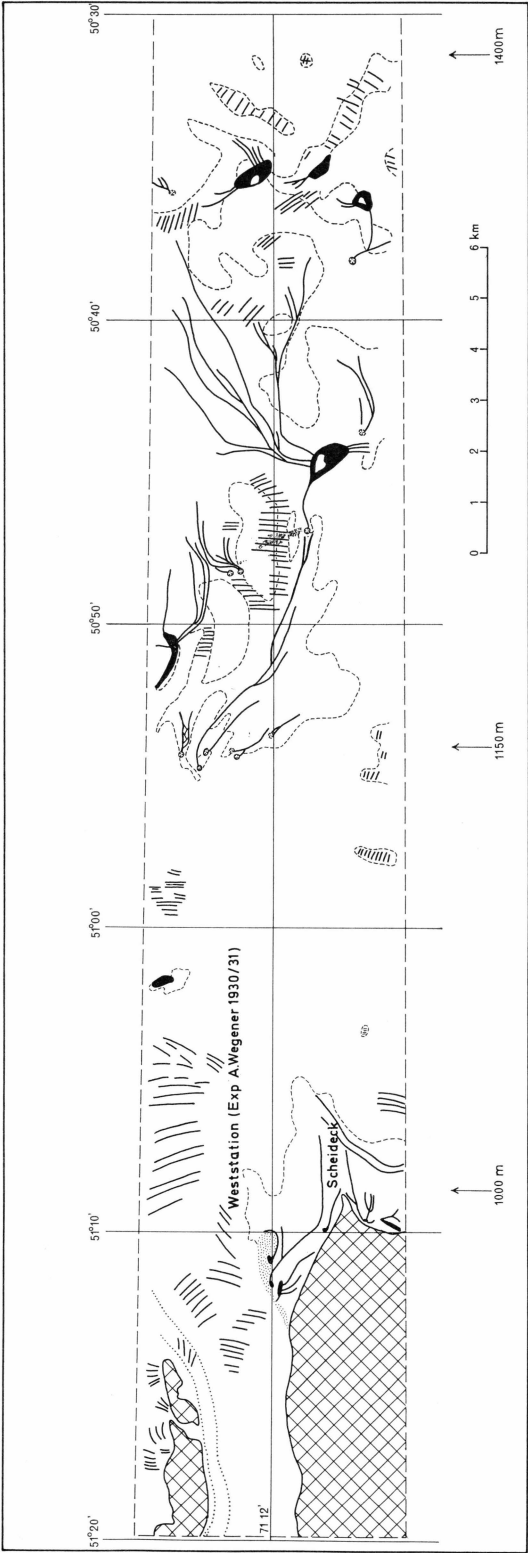 51°20' 51°10' 51°00' 50°50' 50°40' 50°30'
Weststation (Exp A.Wegener 1930/31)
71 12'
Scheideck
0 1 2 3 4 5 6 km
1000 m 1150 m 1400 m